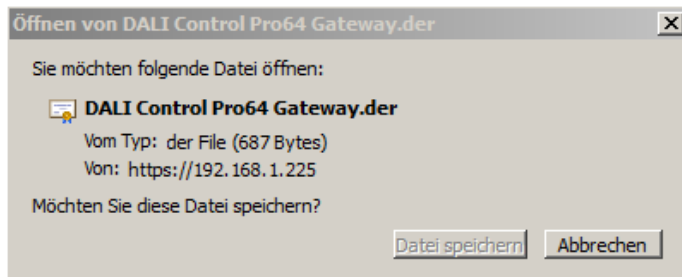 Öffnen von DALI Control Pro64 Gateway.der
Sie möchten folgende Datei öffnen:
DALI Control Pro64 Gateway.der
Vom Typ: der File (687 Bytes)
Von: https://192.168.1.225
Möchten Sie diese Datei speichern?
Datei speichern Abbrechen